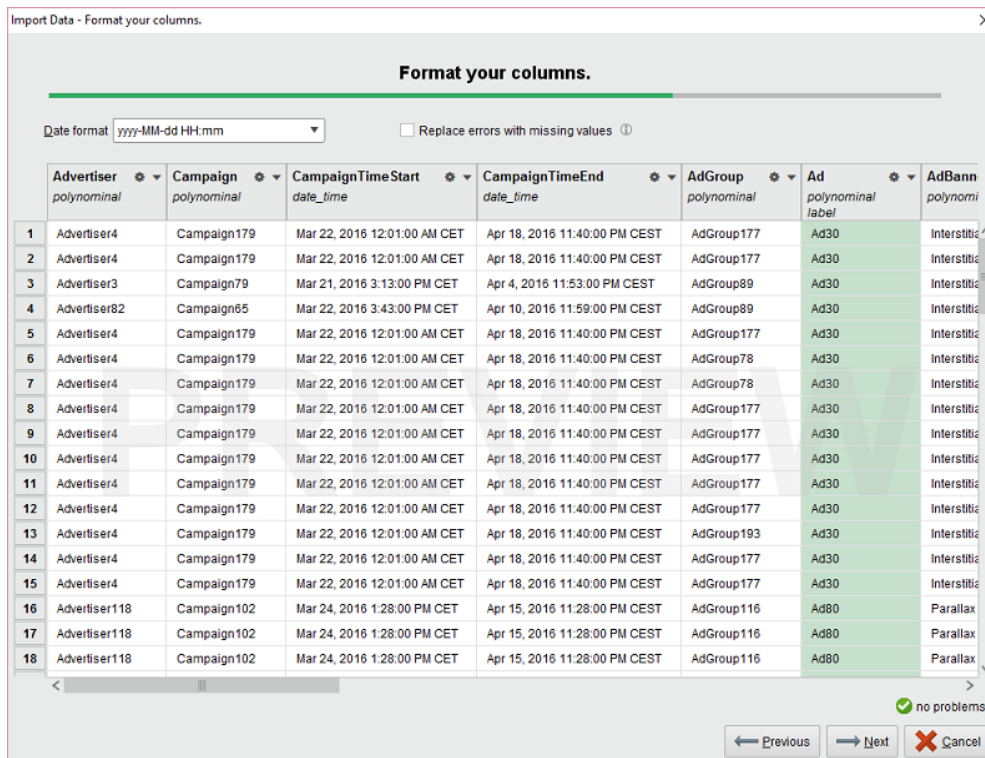 Import Data - Format your columns.
Format your columns.
Date format yyyy-MM-dd HH:mm Replace errors with missing values
Advertiser Campaign CampaignTimeStart CampaignTimeEnd AdGroup Ad AdBann
polynominal polynominal date_time date_time polynominal polynominal polynomi
label
1 Advertiser4 Campaign179 Mar 22, 2016 12:01:00 AM CET Apr 18, 2016 11:40:00 PM CEST AdGroup177 Ad30 Interstitia
2 Advertiser4 Campaign179 Mar 22, 2016 12:01:00 AM CET Apr 18, 2016 11:40:00 PM CEST AdGroup177 Ad30 Interstitia
3 Advertiser3 Campaign79 Mar 21, 2016 3:13:00 PM CET Apr 4, 2016 11:53:00 PM CEST AdGroup89 Ad30 Interstitia
4 Advertiser82 Campaign65 Mar 22, 2016 3:43:00 PM CET Apr 10, 2016 11:59:00 PM CEST AdGroup89 Ad30 Interstitia
5 Advertiser4 Campaign179 Mar 22, 2016 12:01:00 AM CET Apr 18, 2016 11:40:00 PM CEST AdGroup177 Ad30 Interstitia
6 Advertiser4 Campaign179 Mar 22, 2016 12:01:00 AM CET Apr 18, 2016 11:40:00 PM CEST AdGroup78 Ad30 Interstitia
7 Advertiser4 Campaign179 Mar 22, 2016 12:01:00 AM CET Apr 18, 2016 11:40:00 PM CEST AdGroup78 Ad30 Interstitia
8 Advertiser4 Campaign179 Mar 22, 2016 12:01:00 AM CET Apr 18, 2016 11:40:00 PM CEST AdGroup177 Ad30 Interstitia
9 Advertiser4 Campaign179 Mar 22, 2016 12:01:00 AM CET Apr 18, 2016 11:40:00 PM CEST AdGroup177 Ad30 Interstitia
10 Advertiser4 Campaign179 Mar 22, 2016 12:01:00 AM CET Apr 18, 2016 11:40:00 PM CEST AdGroup177 Ad30 Interstitia
11 Advertiser4 Campaign179 Mar 22, 2016 12:01:00 AM CET Apr 18, 2016 11:40:00 PM CEST AdGroup177 Ad30 Interstitia
12 Advertiser4 Campaign179 Mar 22, 2016 12:01:00 AM CET Apr 18, 2016 11:40:00 PM CEST AdGroup177 Ad30 Interstitia
13 Advertiser4 Campaign179 Mar 22, 2016 12:01:00 AM CET Apr 18, 2016 11:40:00 PM CEST AdGroup193 Ad30 Interstitia
14 Advertiser4 Campaign179 Mar 22, 2016 12:01:00 AM CET Apr 18, 2016 11:40:00 PM CEST AdGroup177 Ad30 Interstitia
15 Advertiser4 Campaign179 Mar 22, 2016 12:01:00 AM CET Apr 18, 2016 11:40:00 PM CEST AdGroup177 Ad30 Interstitia
16 Advertiser118 Campaign102 Mar 24, 2016 1:28:00 PM CET Apr 15, 2016 11:28:00 PM CEST AdGroup116 Ad80 Parallax
17 Advertiser118 Campaign102 Mar 24, 2016 1:28:00 PM CET Apr 15, 2016 11:28:00 PM CEST AdGroup116 Ad80 Parallax
18 Advertiser118 Campaign102 Mar 24, 2016 1:28:00 PM CET Apr 15, 2016 11:28:00 PM CEST AdGroup116 Ad80 Parallax
PREVIEW
no problems
Previous Next Cancel